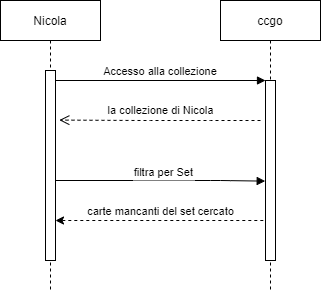 Nicola
ccgo
Accesso alla collezione
la collezione di Nicola
filtra per Set
carte mancanti del set cercato